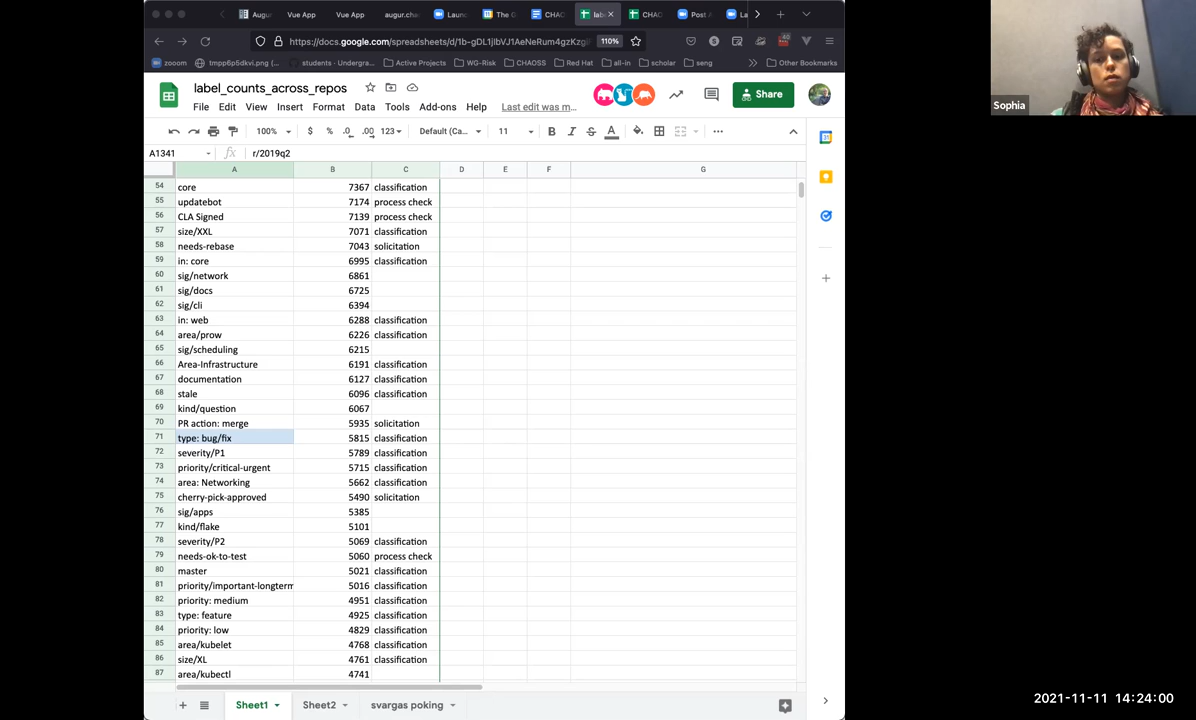 Augur
Vue App
Vue App
augur.chan
Launc
The G
CHAO
lab
CHAO
Post A
La
https://docs.google.com/spreadsheets/d/1b-gDL1jlbVJ1AeNeRum4gzKzg
110%
40
zooom
tmpp6p5dkvi.png (...
students - Undergra...
Active Projects
WG-Risk
CHAOSS
Red Hat
all-in
scholar
seng
Other Bookmarks
label_counts_across_repos
File Edit View Insert Format Data Tools Add-ons Help Last edit was m...
Share
100% $ % .0 .00 123 Default (Ca... 11 B I S A
A1341 fx r/2019q2
A B C D E F G
54 core 7367 classification
55 updatebot 7174 process check
56 CLA Signed 7139 process check
57 size/XXL 7071 classification
58 needs-rebase 7043 solicitation
59 in: core 6995 classification
60 sig/network 6861
61 sig/docs 6725
62 sig/cli 6394
63 in: web 6288 classification
64 area/prow 6226 classification
65 sig/scheduling 6215
66 Area-Infrastructure 6191 classification
67 documentation 6127 classification
68 stale 6096 classification
69 kind/question 6067
70 PR action: merge 5935 solicitation
71 type: bug/fix 5815 classification
72 severity/P1 5789 classification
73 priority/critical-urgent 5715 classification
74 area: Networking 5662 classification
75 cherry-pick-approved 5490 solicitation
76 sig/apps 5385
77 kind/flake 5101
78 severity/P2 5069 classification
79 needs-ok-to-test 5060 process check
80 master 5021 classification
81 priority/important-longterm 5016 classification
82 priority: medium 4951 classification
83 type: feature 4925 classification
84 priority: low 4829 classification
85 area/kubelet 4768 classification
86 size/XL 4761 classification
87 area/kubectl 4741
Sheet1 Sheet2 svargas poking
Sophia
2021-11-11 14:24:00